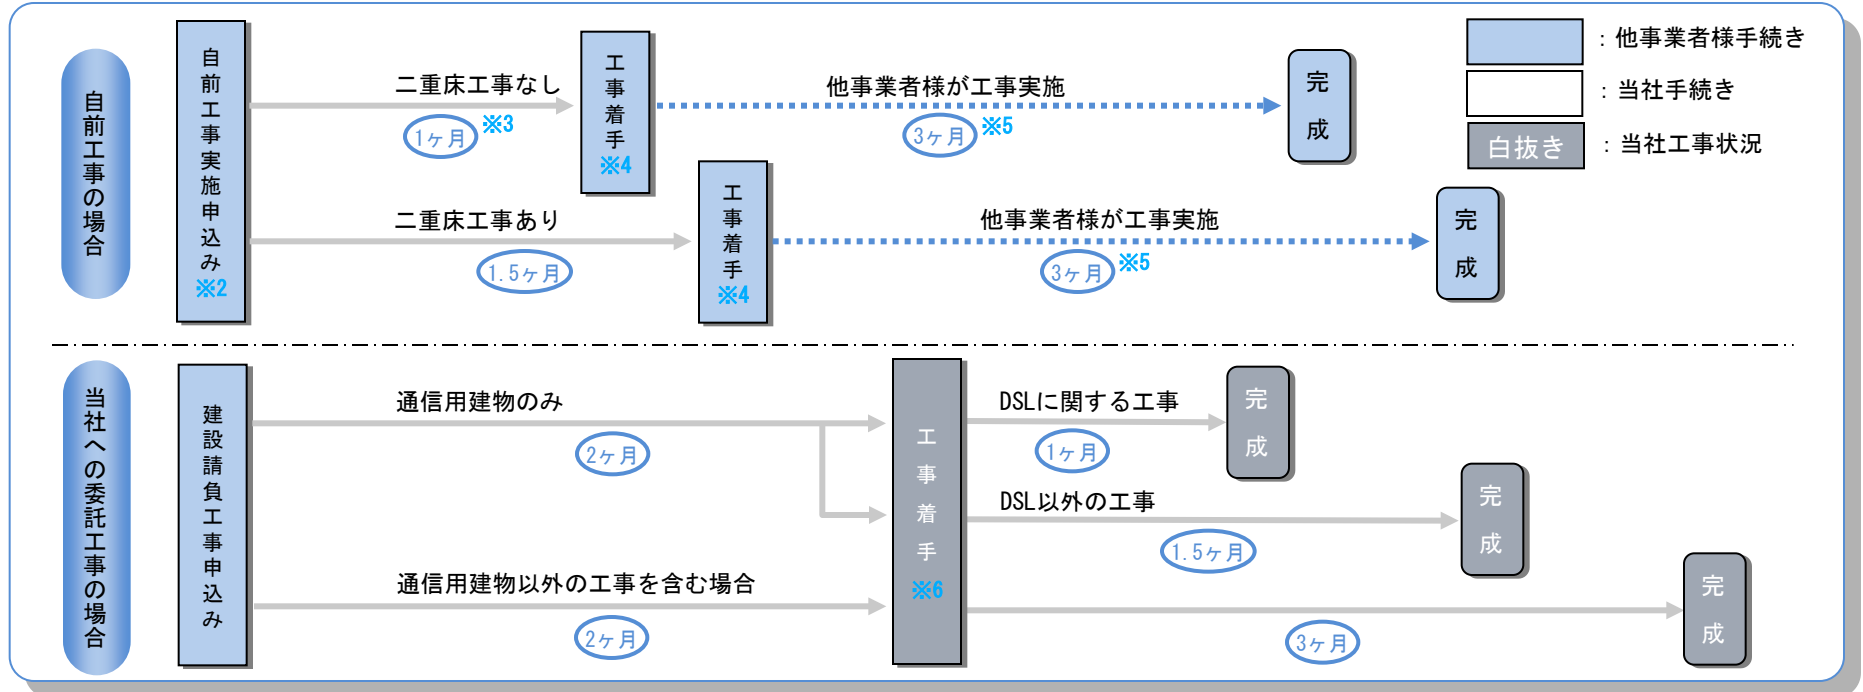 自前工事の場合
自前工事実施申込み
※2
二重床工事なし
1ヶ月
※3
工事着手
※4
他事業者様が工事実施
3ヶ月
※5
完成
二重床工事あり
1.5ヶ月
工事着手
※4
他事業者様が工事実施
3ヶ月
※5
完成
：他事業者様手続き
：当社手続き
白抜き
：当社工事状況
当社への委託工事の場合
建設請負工事申込み
通信用建物のみ
2ヶ月
通信用建物以外の工事を含む場合
2ヶ月
工事着手
※6
DSLに関する工事
1ヶ月
完成
DSL以外の工事
1.5ヶ月
完成
3ヶ月
完成